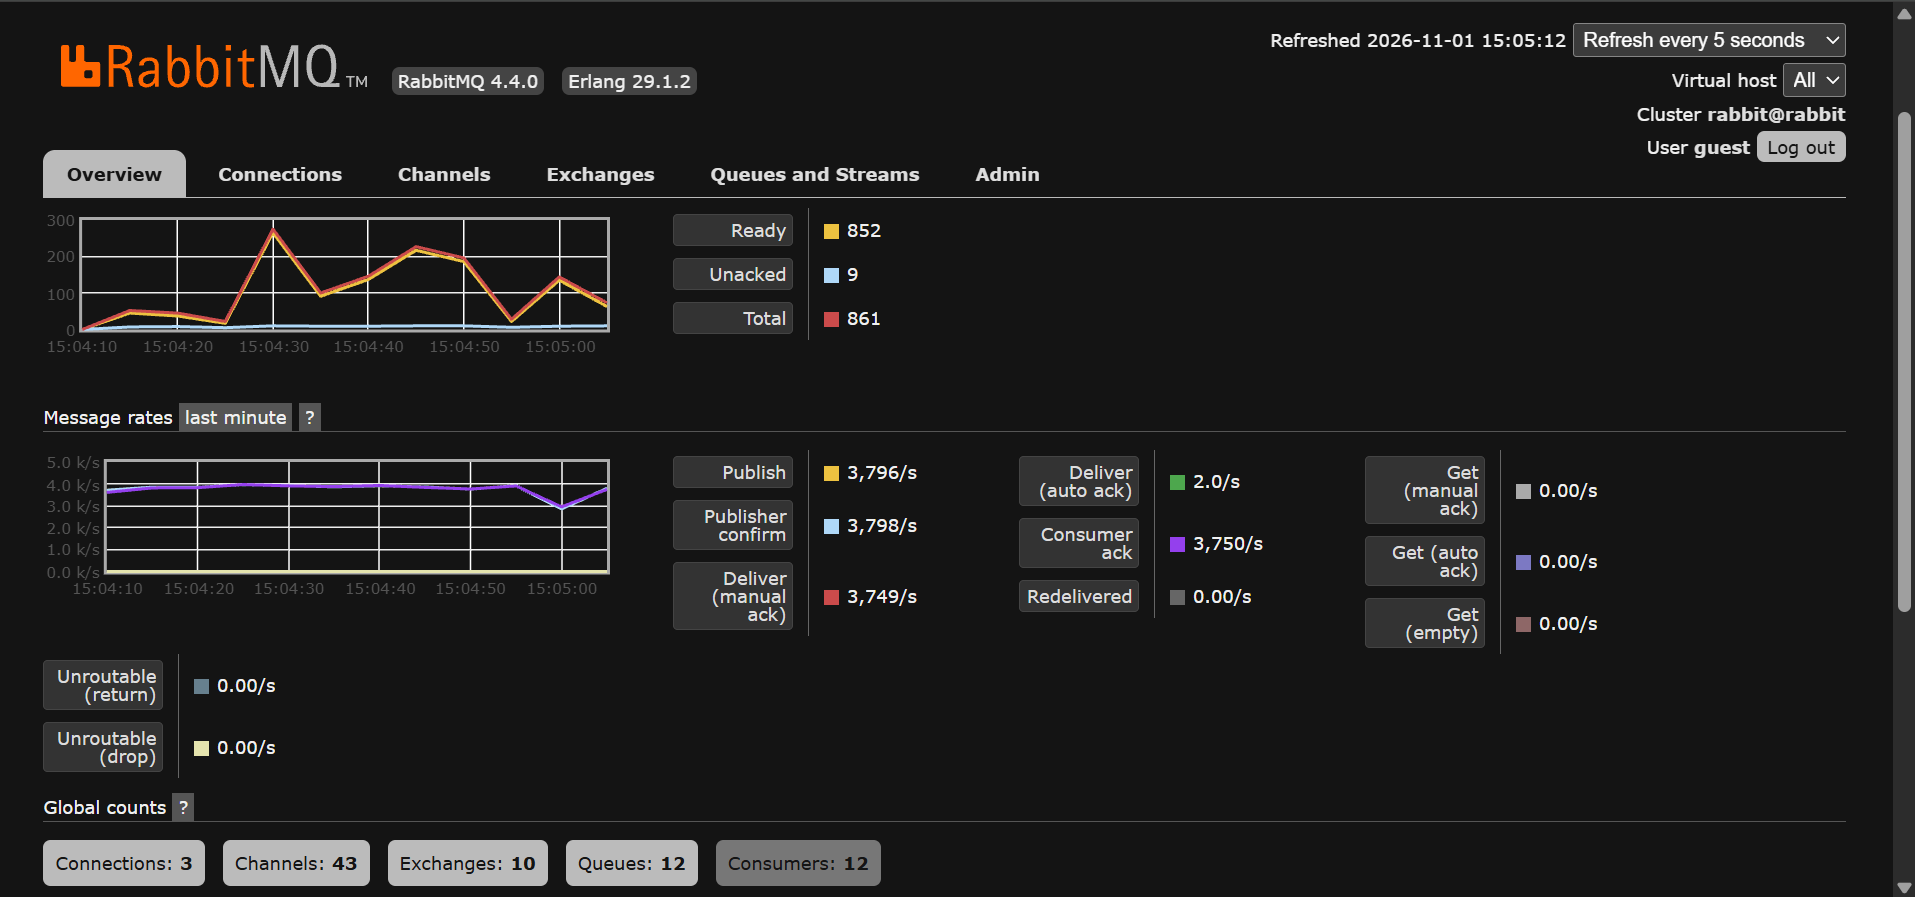 Refreshed 2026-11-01 15:05:12 Refresh every 5 seconds
RabbitMQ TM RabbitMQ 4.4.0 Erlang 29.1.2
Virtual host All
Cluster rabbit@rabbit
User guest Log out
Overview Connections Channels Exchanges Queues and Streams Admin
300
200
100
0
15:04:10 15:04:20 15:04:30 15:04:40 15:04:50 15:05:00
Ready 852
Unacked 9
Total 861
Message rates last minute ?
5.0 k/s
4.0 k/s
3.0 k/s
2.0 k/s
1.0 k/s
0.0 k/s
15:04:10 15:04:20 15:04:30 15:04:40 15:04:50 15:05:00
Publish 3,796/s
Publisher
confirm 3,798/s
Deliver
(manual
ack) 3,749/s
Deliver
(auto ack) 2.0/s
Consumer
ack 3,750/s
Redelivered 0.00/s
Get
(manual
ack) 0.00/s
Get (auto
ack) 0.00/s
Get
(empty) 0.00/s
Unroutable
(return) 0.00/s
Unroutable
(drop) 0.00/s
Global counts ?
Connections: 3 Channels: 43 Exchanges: 10 Queues: 12 Consumers: 12